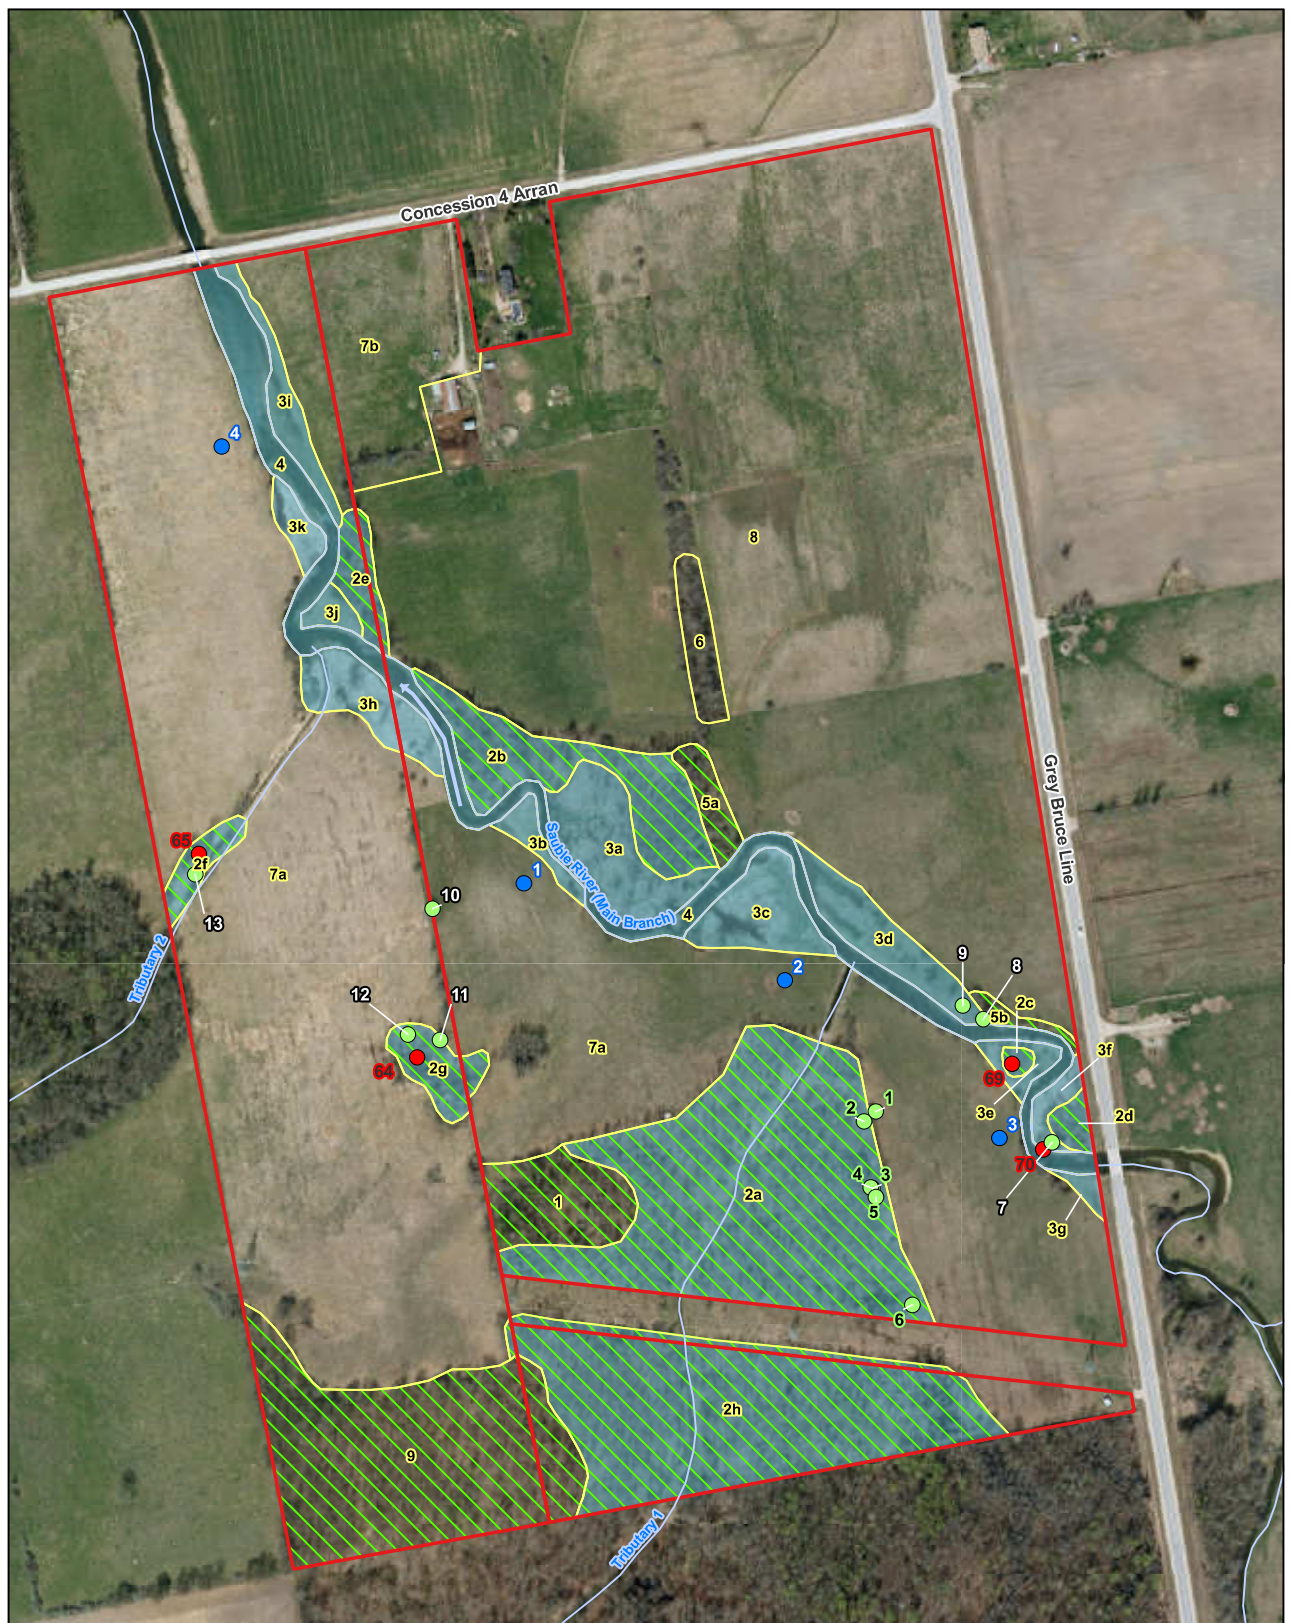 Concession 4 Arran
7b
3i
4
4
3k
8
2e
3j
6
3h
2b
Grey Bruce Line
5a
65
2f
3b
Sauble River (Main Branch)
3a
1
7a
10
4
3c
13
3d
Tributary 2
9
8
2
12
11
2c
5b
7a
3f
64
2g
69
3e
1
2
3
2d
70
4
3
1
2a
5
7
3g
6
2h
9
Tributary 1